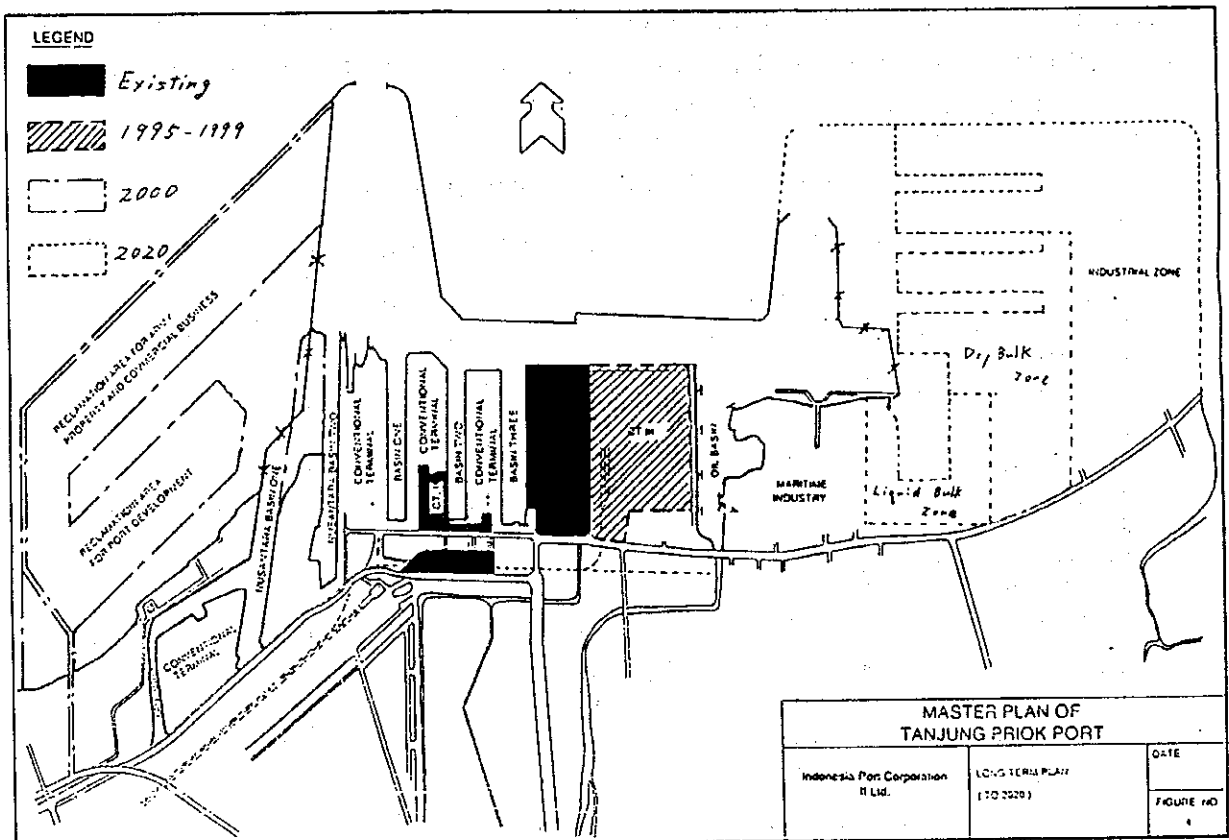 LEGEND
Existing
1995-1999
2000
2020
RECLAMATION AREA FOR
PROPERTY AND COMMERCIAL BUSINESS
RECLAMATION AREA
FOR PORT DEVELOPMENT
NUSANTARA BASIN ONE
NUSANTARA BASIN TWO
CONVENTIONAL
TERMINAL
CONVENTIONAL
TERMINAL
BASIN ONE
CONVENTIONAL
TERMINAL
CT. II
BASIN TWO
CONVENTIONAL
TERMINAL
BASIN THREE
CT III
OIL BASIN
MARITIME
INDUSTRY
Liquid Bulk
Zone
Dry Bulk
Zone
INDUSTRIAL ZONE
MASTER PLAN OF
TANJUNG PRIOK PORT
Indonesia Port Corporation
II Ltd.
LONG TERM PLAN
(TO 2020)
DATE
FIGURE NO
4